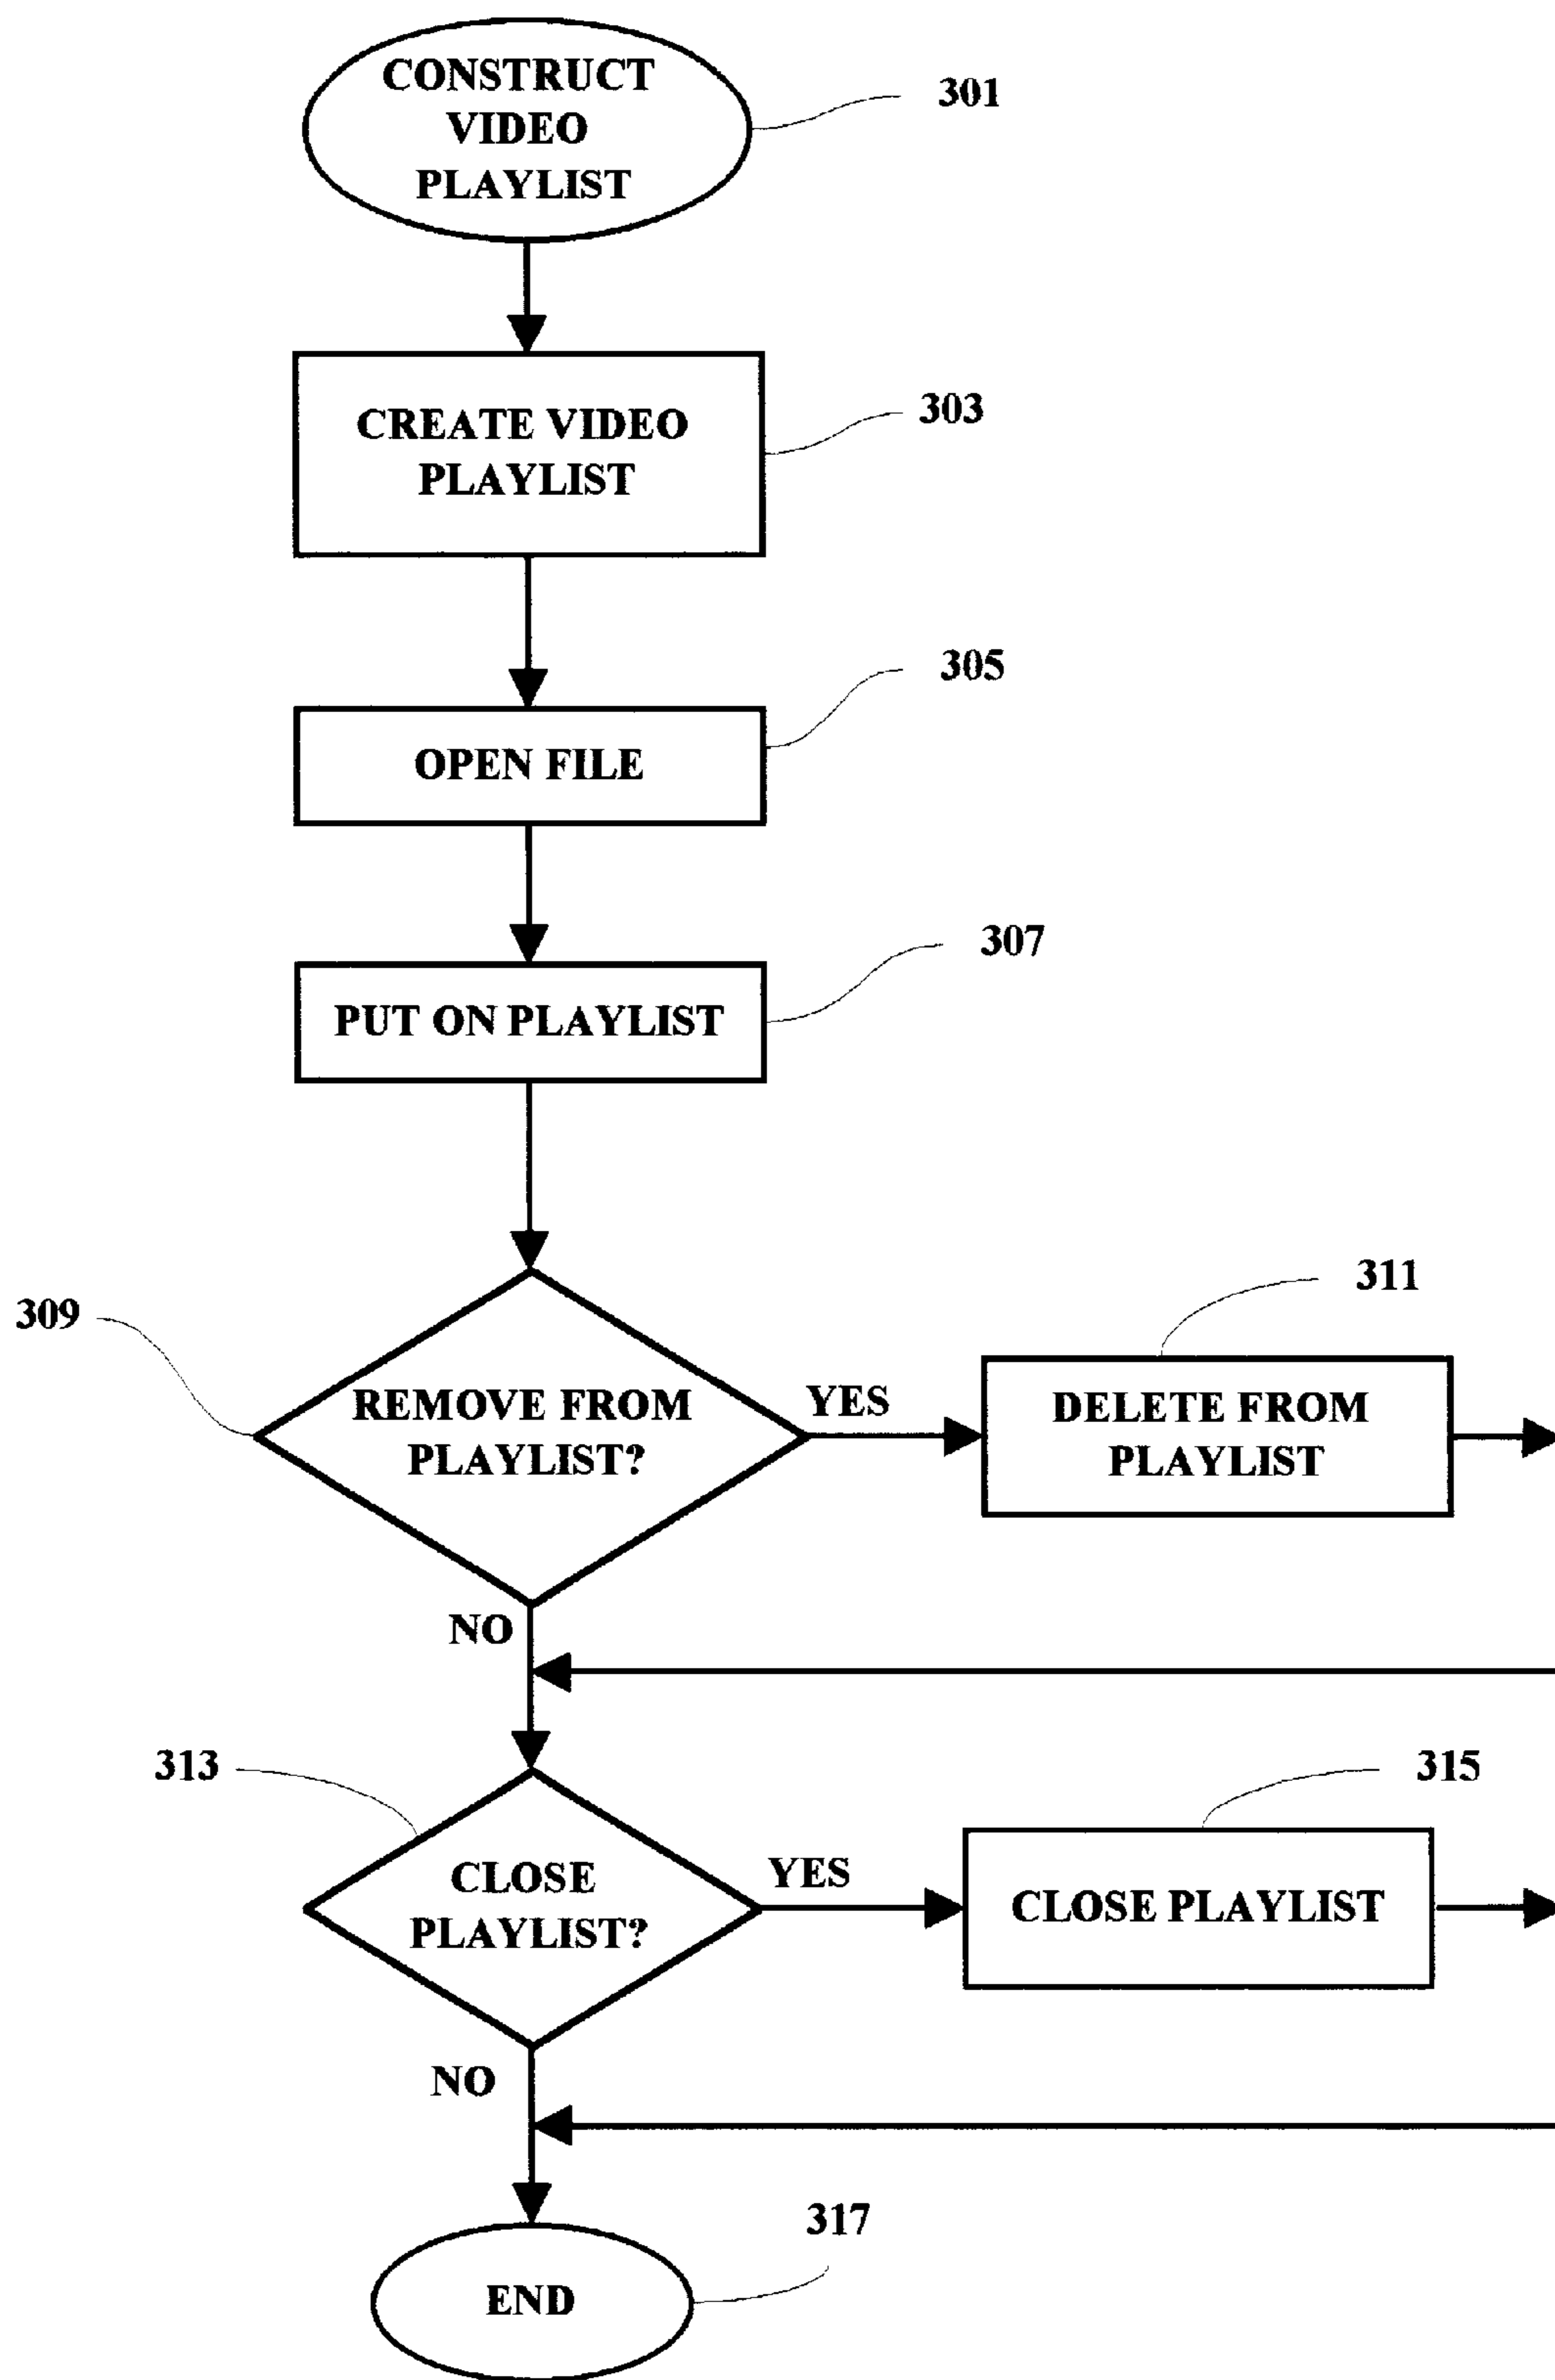 CONSTRUCT
VIDEO
PLAYLIST
301
CREATE VIDEO
PLAYLIST
303
305
OPEN FILE
307
PUT ON PLAYLIST
309
REMOVE FROM
PLAYLIST?
YES
311
DELETE FROM
PLAYLIST
NO
313
CLOSE
PLAYLIST?
YES
315
CLOSE PLAYLIST
NO
317
END